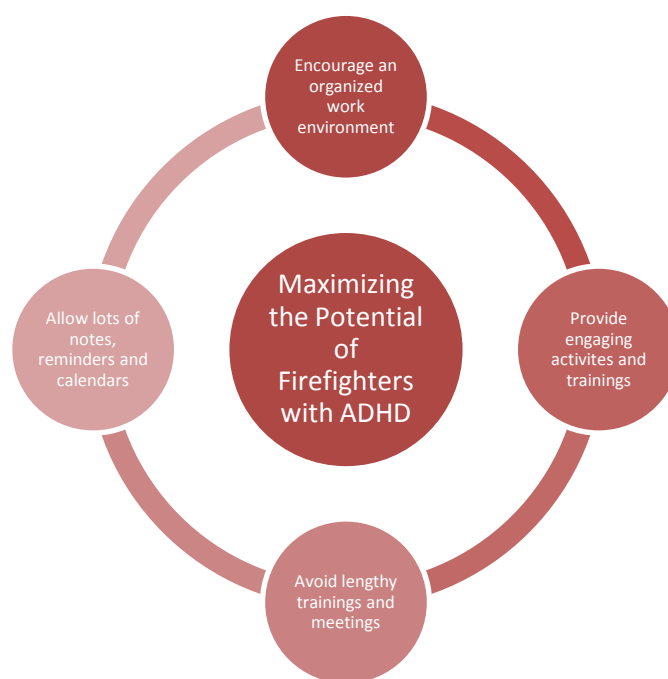 Encourage an
organized
work
environment
Maximizing
the Potential
of
Firefighters
with ADHD
Allow lots of
notes,
reminders and
calendars
Provide
engaging
activites and
trainings
Avoid lengthy
trainings and
meetings